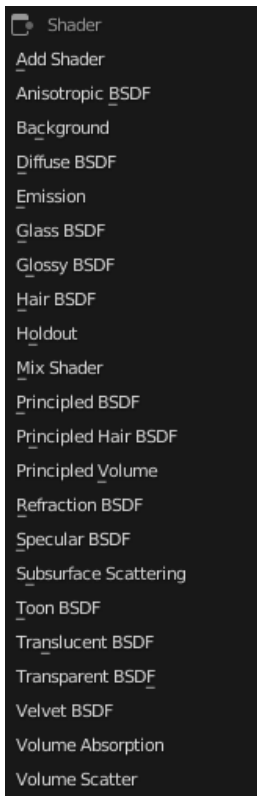 Shader
Add Shader
Anisotropic BSDF
Background
Diffuse BSDF
Emission
Glass BSDF
Glossy BSDF
Hair BSDF
Holdout
Mix Shader
Principled BSDF
Principled Hair BSDF
Principled Volume
Refraction BSDF
Specular BSDF
Subsurface Scattering
Toon BSDF
Translucent BSDF
Transparent BSDF
Velvet BSDF
Volume Absorption
Volume Scatter